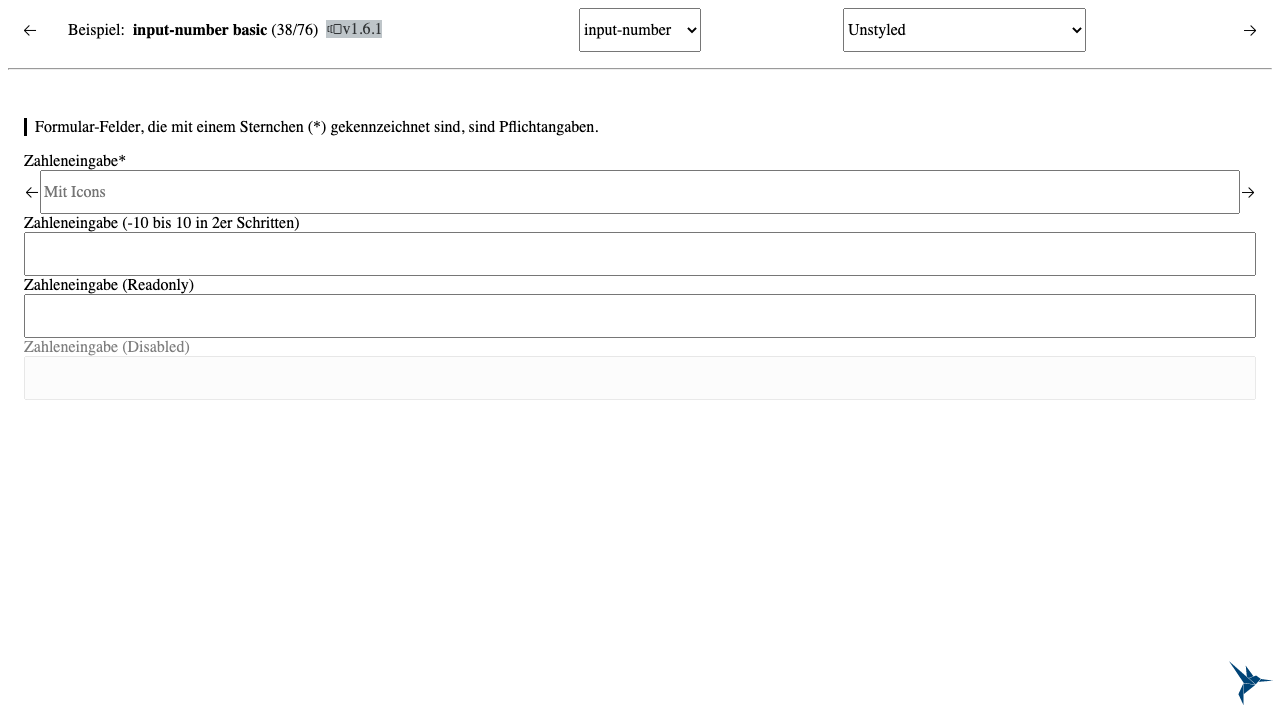 Beispiel: input-number basic (38/76) v1.6.1 input-number Unstyled
Formular-Felder, die mit einem Sternchen (*) gekennzeichnet sind, sind Pflichtangaben.
Zahleneingabe*
Mit Icons
Zahleneingabe (-10 bis 10 in 2er Schritten)
Zahleneingabe (Readonly)
Zahleneingabe (Disabled)